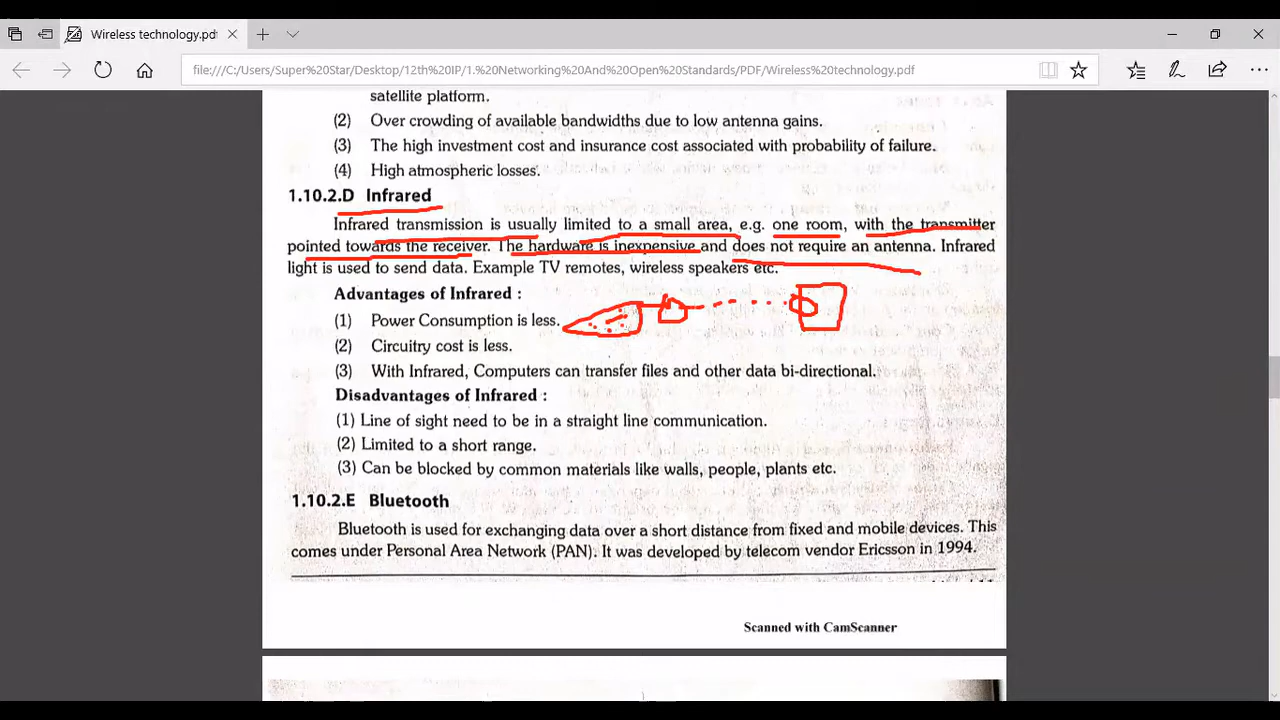 Wireless technology.pdf
file:///C:/Users/Super%20Star/Desktop/12th%20IP/1.%20Networking%20And%20Open%20Standards/PDF/Wireless%20technology.pdf
satellite platform.
(2) Over crowding of available bandwidths due to low antenna gains.
(3) The high investment cost and insurance cost associated with probability of failure.
(4) High atmospheric losses.
1.10.2.D Infrared
Infrared transmission is usually limited to a small area, e.g. one room, with the transmitter
pointed towards the receiver. The hardware is inexpensive and does not require an antenna. Infrared
light is used to send data. Example TV remotes, wireless speakers etc.
Advantages of Infrared :
(1) Power Consumption is less.
(2) Circuitry cost is less.
(3) With Infrared, Computers can transfer files and other data bi-directional.
Disadvantages of Infrared :
(1) Line of sight need to be in a straight line communication.
(2) Limited to a short range.
(3) Can be blocked by common materials like walls, people, plants etc.
1.10.2.E Bluetooth
Bluetooth is used for exchanging data over a short distance from fixed and mobile devices. This
comes under Personal Area Network (PAN). It was developed by telecom vendor Ericsson in 1994.
Scanned with CamScanner